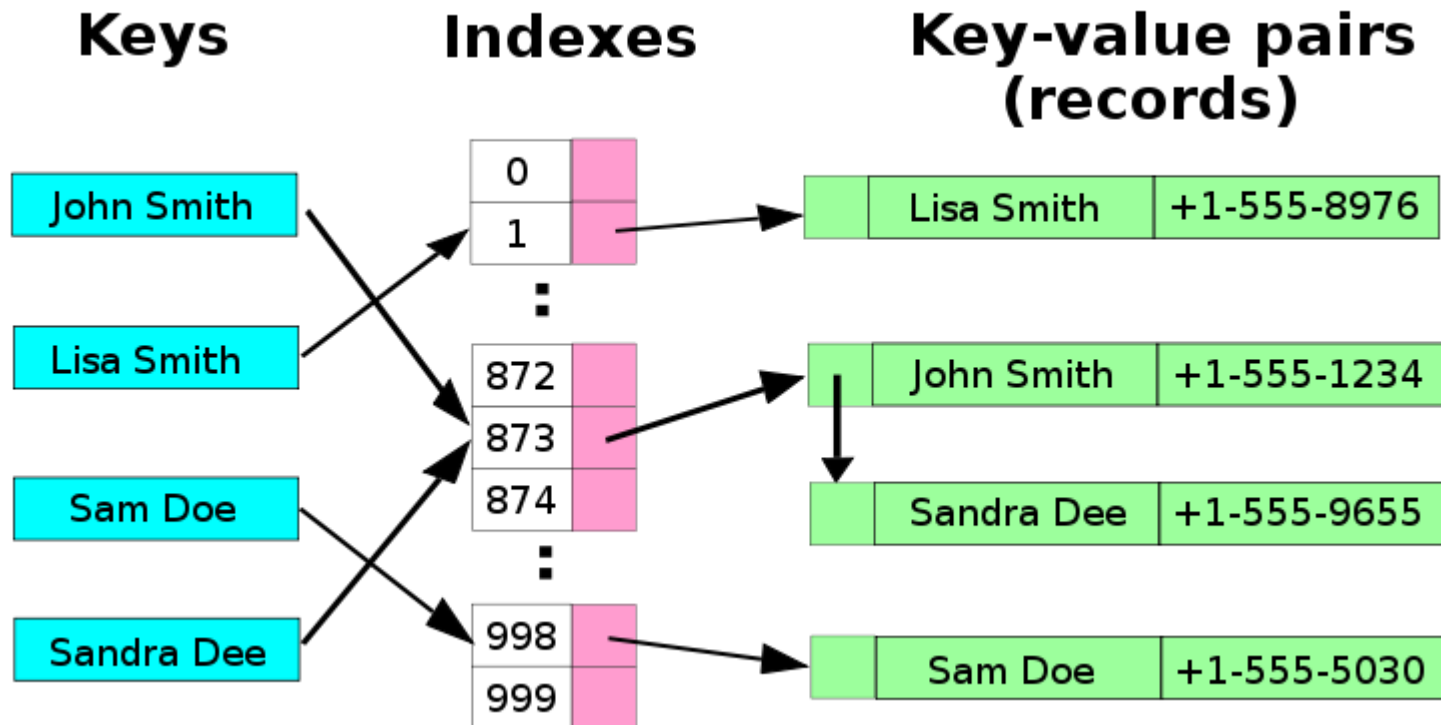 Keys
Indexes
Key-value pairs
(records)
John Smith
Lisa Smith
Sam Doe
Sandra Dee
0
1
:
872
873
874
:
998
999
Lisa Smith +1-555-8976
John Smith +1-555-1234
Sandra Dee +1-555-9655
Sam Doe +1-555-5030